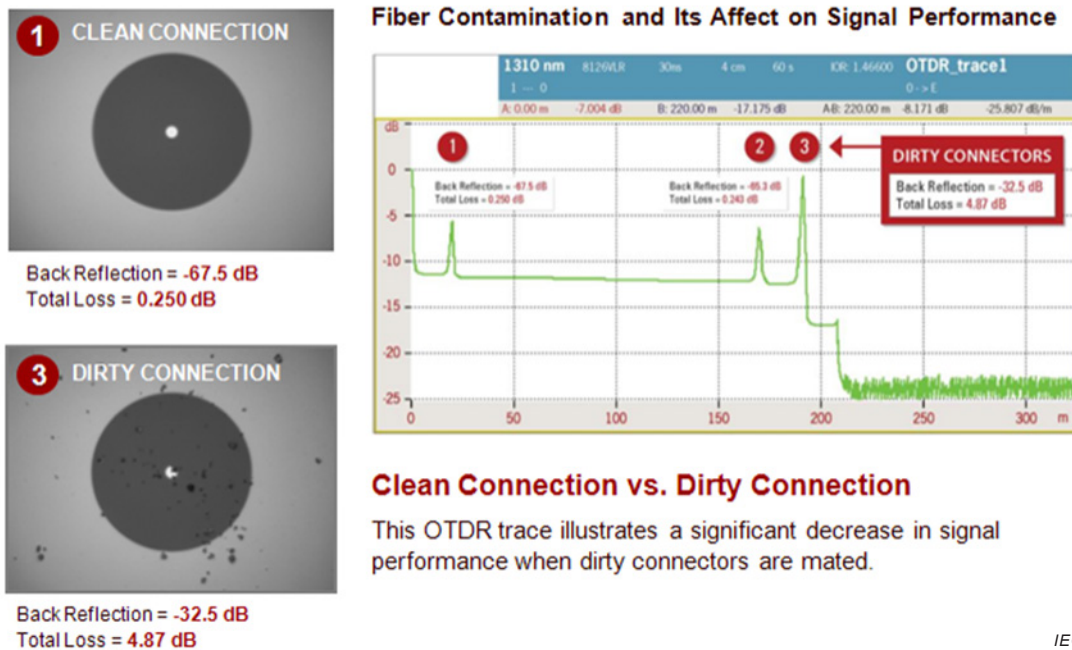 1 CLEAN CONNECTION
Back Reflection = -67.5 dB
Total Loss = 0.250 dB
3 DIRTY CONNECTION
Back Reflection = -32.5 dB
Total Loss = 4.87 dB
Fiber Contamination and Its Affect on Signal Performance
1310 nm 8126VLR 30ns 4 cm 60 s IOR: 1.46600 OTDR_trace1
1 --- 0 0 -> E
A: 0.00 m -7.004 dB B: 220.00 m -17.175 dB A-B: 220.00 m -8.171 dB -25.807 dB/m
dB
1 2 3
DIRTY CONNECTORS
Back Reflection = -67.5 dB
Total Loss = 0.250 dB
Back Reflection = -65.3 dB
Total Loss = 0.243 dB
Back Reflection = -32.5 dB
Total Loss = 4.87 dB
0
-5
-10
-15
-20
-25
0 50 100 150 200 250 300 m
Clean Connection vs. Dirty Connection
This OTDR trace illustrates a significant decrease in signal
performance when dirty connectors are mated.
IE